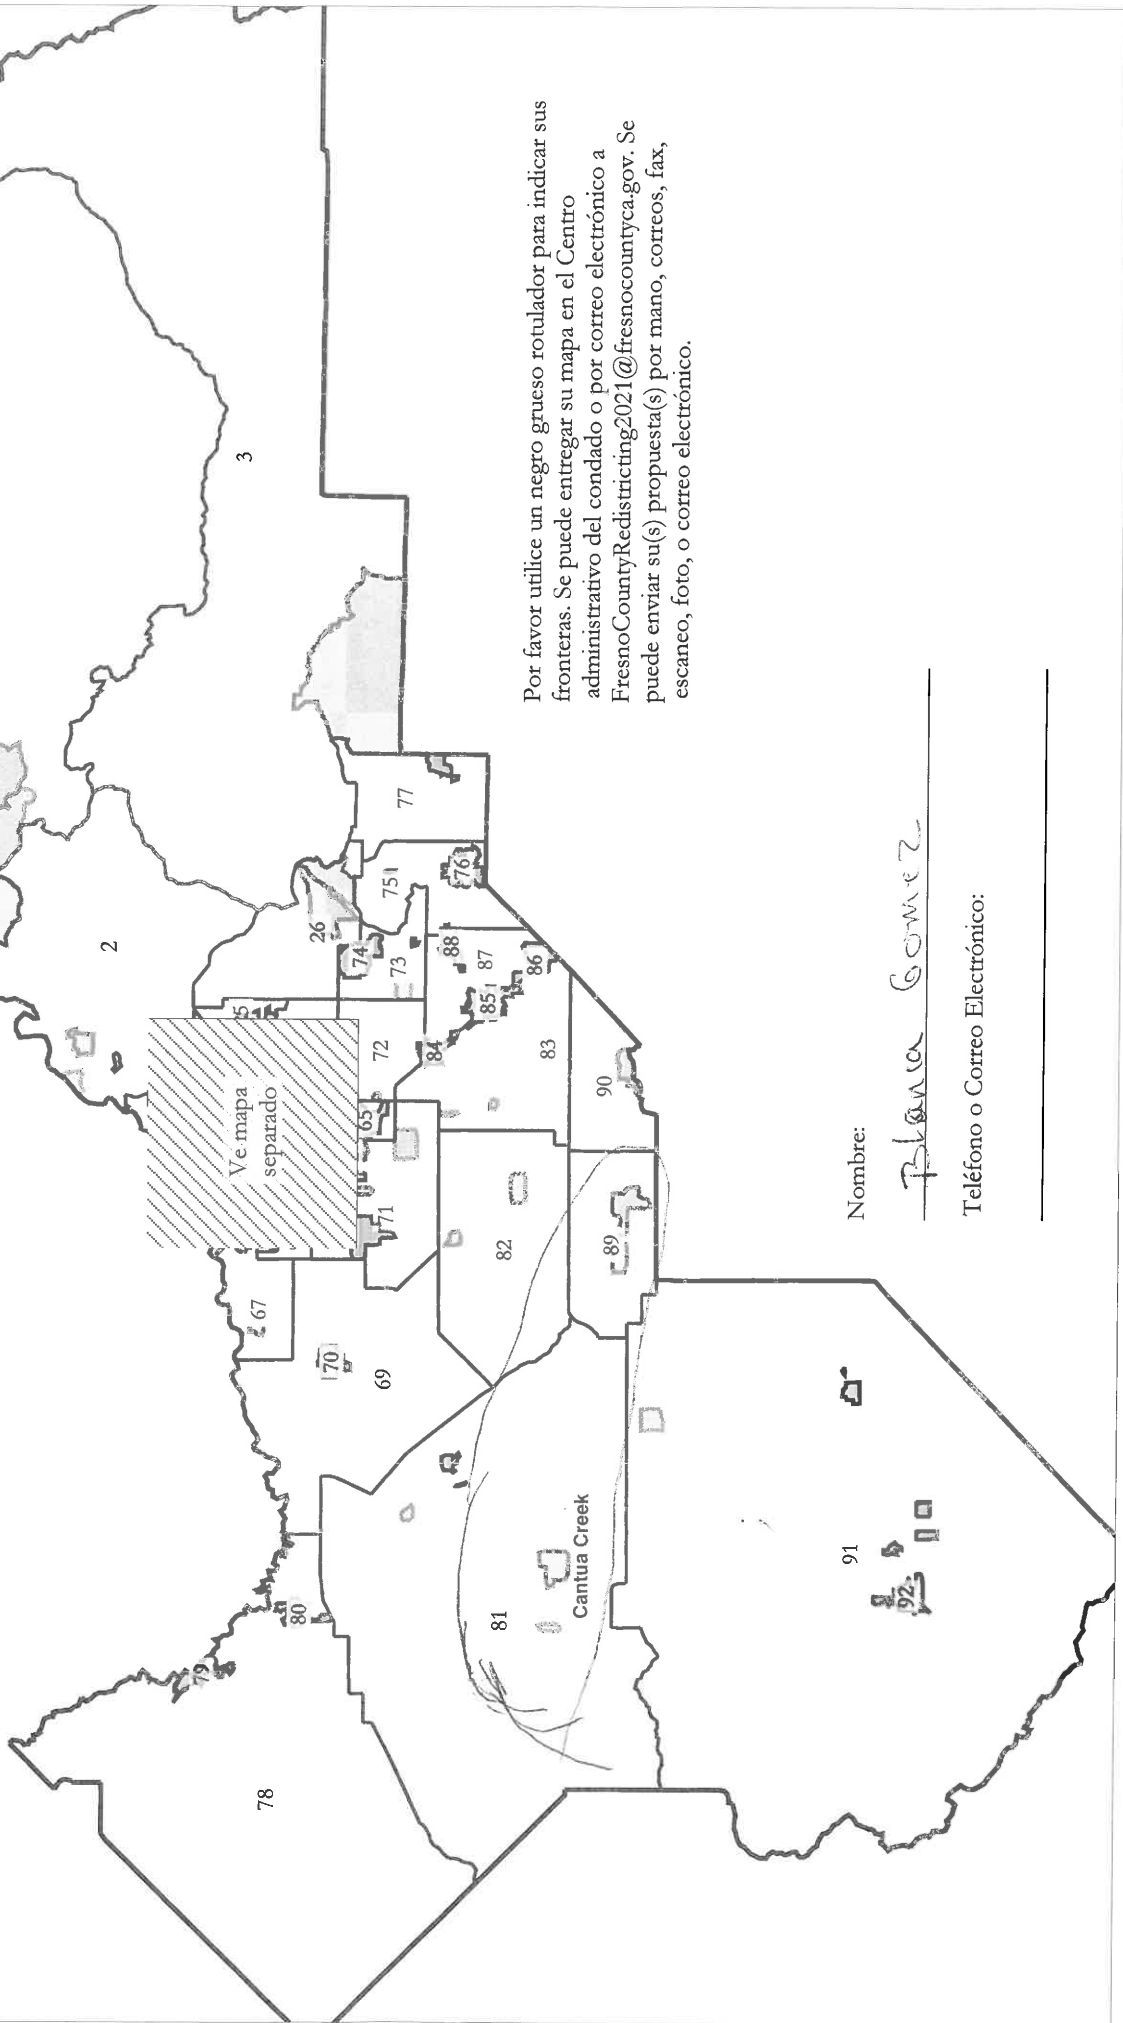 3
2
77
75
76
26
74
73
88
87
86
85
5
72
84
83
90
Ve mapa
separado
65
71
82
89
67
70
69
Cantua Creek
81
80
79
78
91
92
Por favor utilice un negro grueso rotulador para indicar sus
fronteras. Se puede entregar su mapa en el Centro
administrativo del condado o por correo electrónico a
FresnoCountyRedistricting2021@fresnocountyca.gov. Se
puede enviar su(s) propuesta(s) por mano, correos, fax,
escaneo, foto, o correo electrónico.
Nombre:
Blanca Gomez
Teléfono o Correo Electrónico: